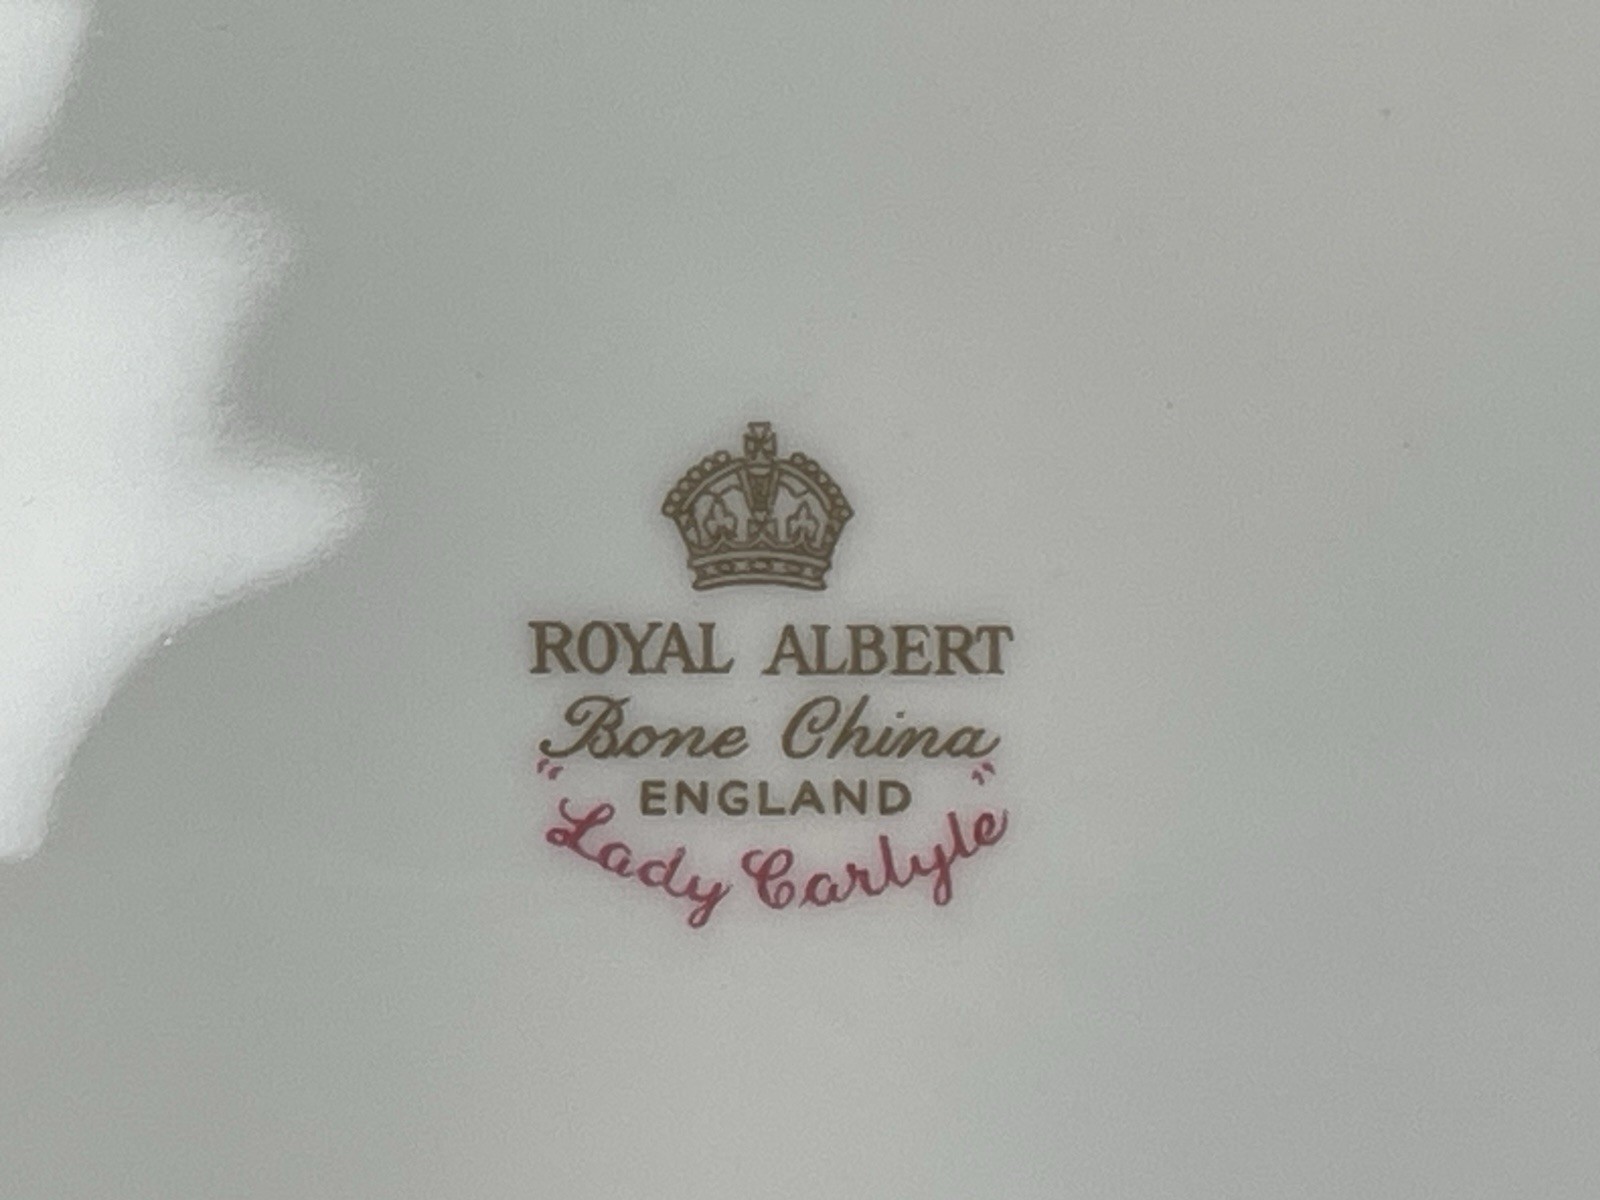 ROYAL ALBERT
Bone China
ENGLAND
"Lady Carlyle"